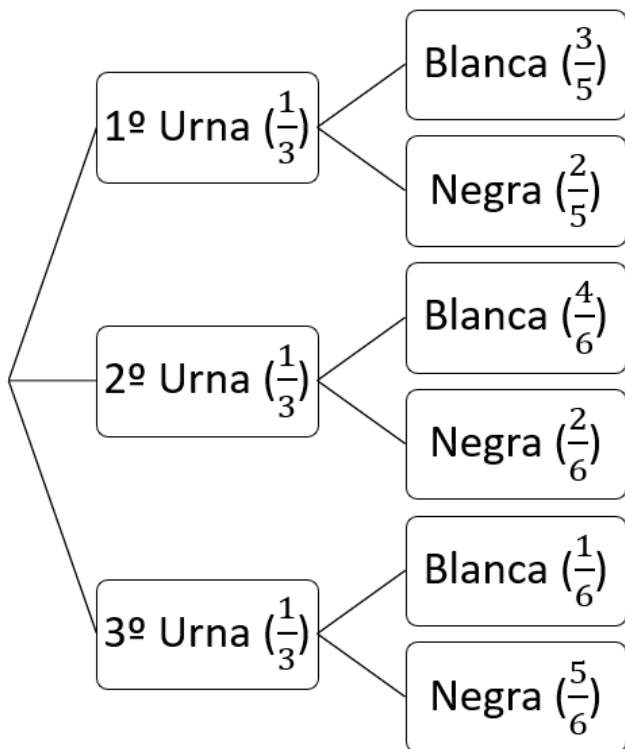 1º Urna (1/3)
Blanca (3/5)
Negra (2/5)
2º Urna (1/3)
Blanca (4/6)
Negra (2/6)
3º Urna (1/3)
Blanca (1/6)
Negra (5/6)